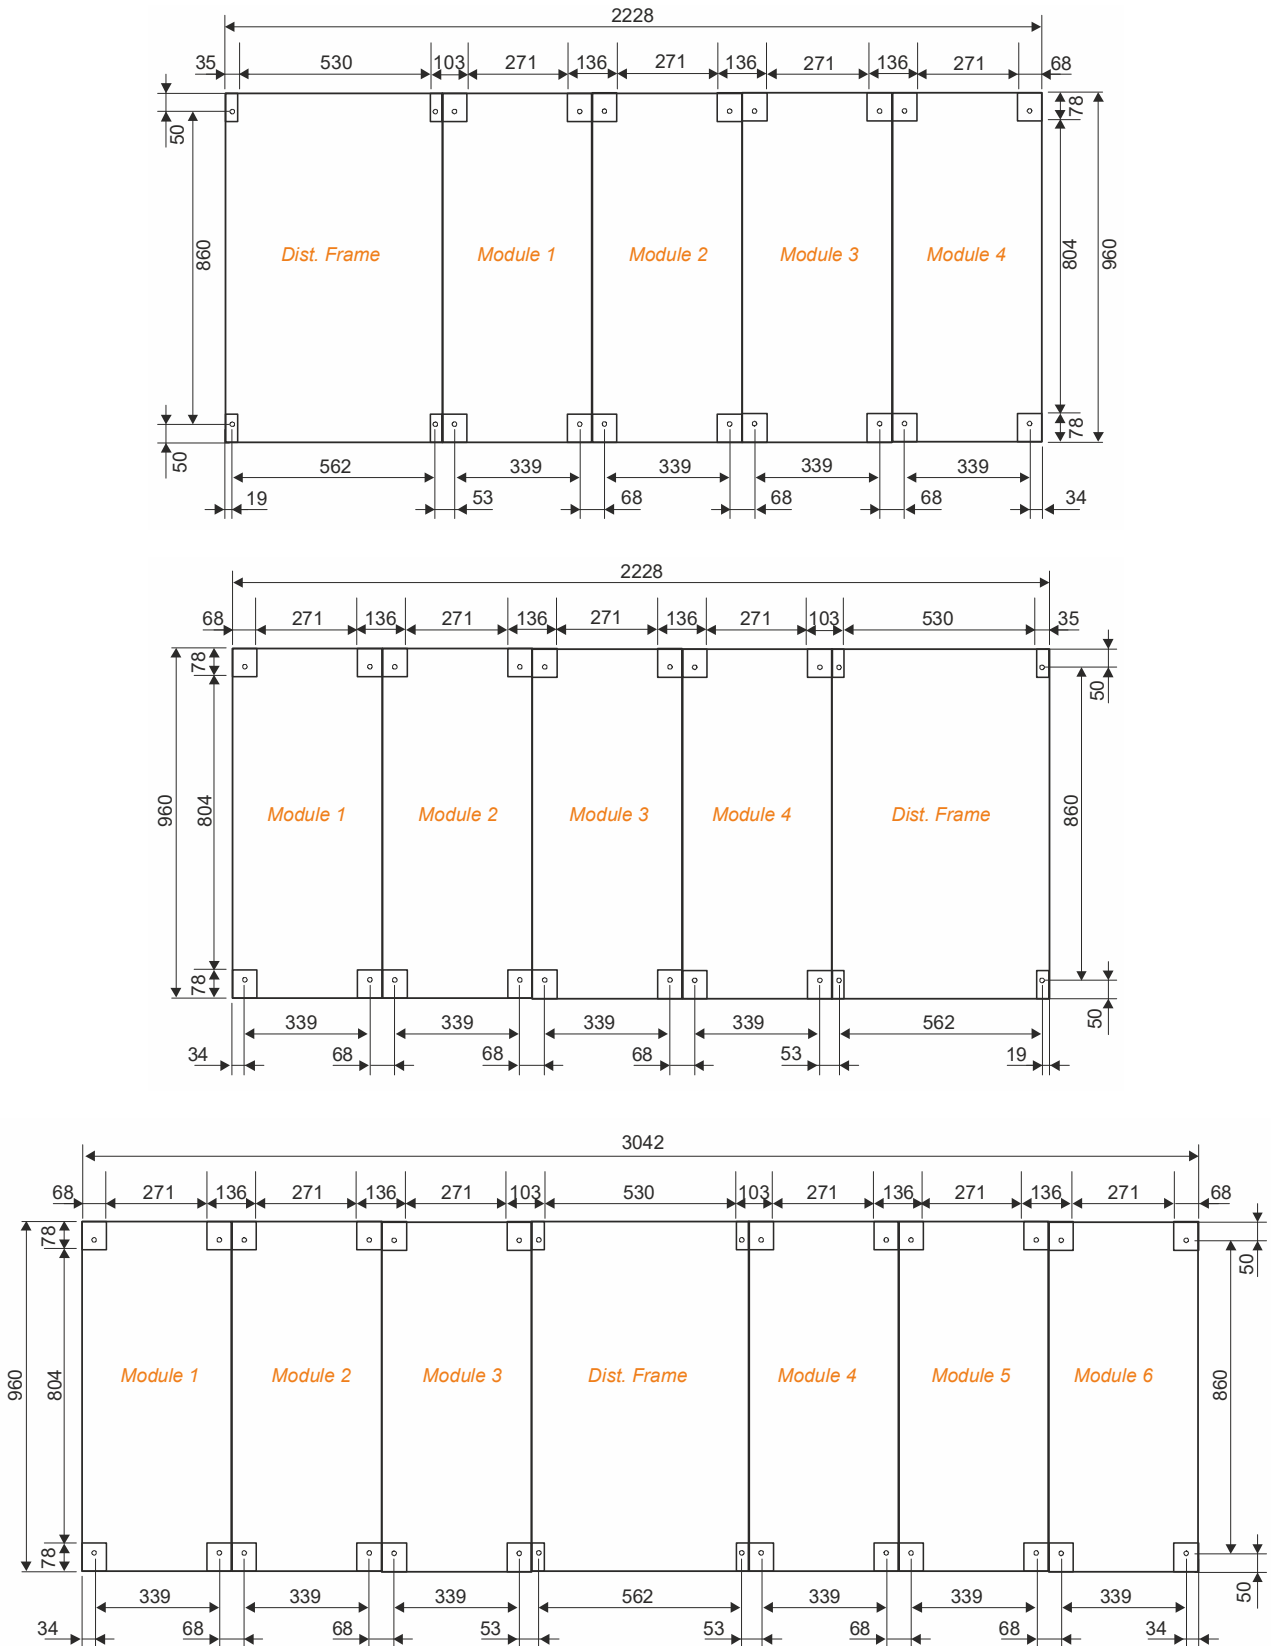 2228
35 530 103 271 136 271 136 271 136 271 68
50 78
860 Dist. Frame Module 1 Module 2 Module 3 Module 4 804 960
50 78
562 339 339 339 339
19 53 68 68 68 34
2228
68 271 136 271 136 271 136 271 103 530 35
78 50
960 804 Module 1 Module 2 Module 3 Module 4 Dist. Frame 860
78 50
339 339 339 339 562
34 68 68 68 53 19
3042
68 271 136 271 136 271 103 530 103 271 136 271 136 271 68
78 50
960 804 Module 1 Module 2 Module 3 Dist. Frame Module 4 Module 5 Module 6 860
78 50
339 339 339 562 339 339 339
34 68 68 53 53 68 68 34